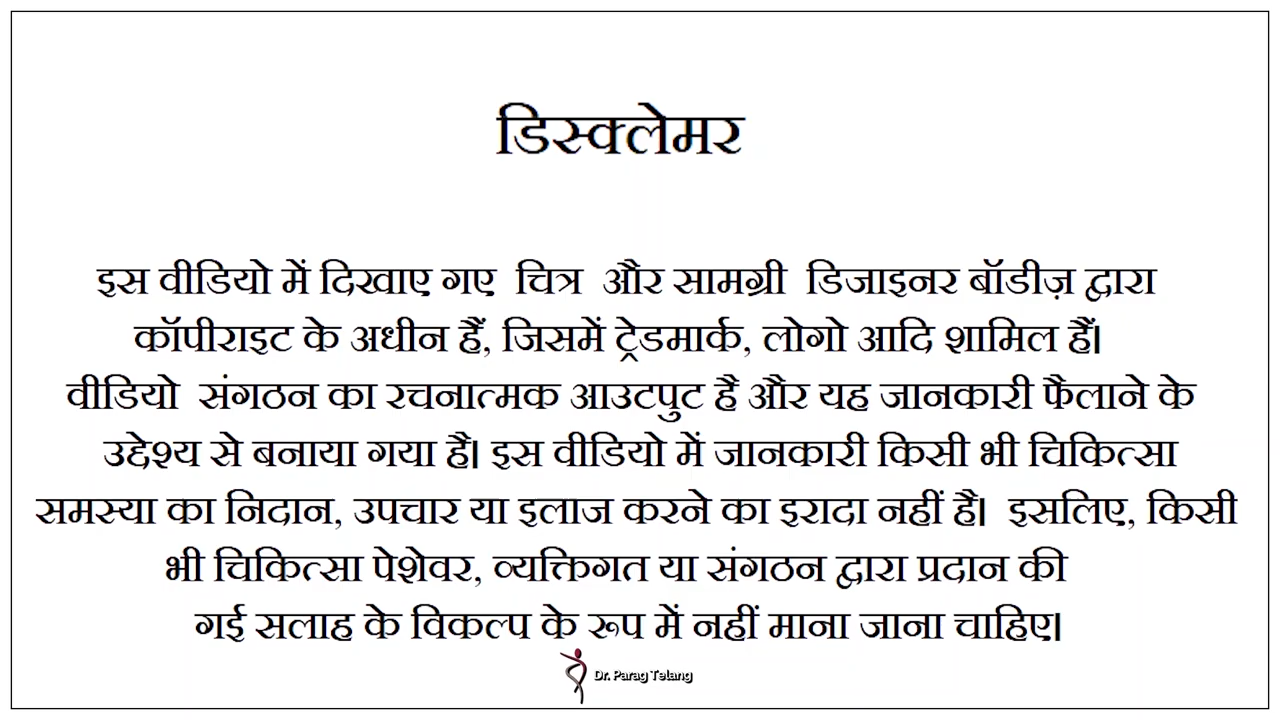 डिस्क्लेमर
इस वीडियो में दिखाए गए चित्र और सामग्री डिजाइनर बॉडीज़ द्वारा
कॉपीराइट के अधीन हैं, जिसमें ट्रेडमार्क, लोगो आदि शामिल हैं।
वीडियो संगठन का रचनात्मक आउटपुट है और यह जानकारी फैलाने के
उद्देश्य से बनाया गया है। इस वीडियो में जानकारी किसी भी चिकित्सा
समस्या का निदान, उपचार या इलाज करने का इरादा नहीं है। इसलिए, किसी
भी चिकित्सा पेशेवर, व्यक्तिगत या संगठन द्वारा प्रदान की
गई सलाह के विकल्प के रूप में नहीं माना जाना चाहिए।
Dr. Parag Telang